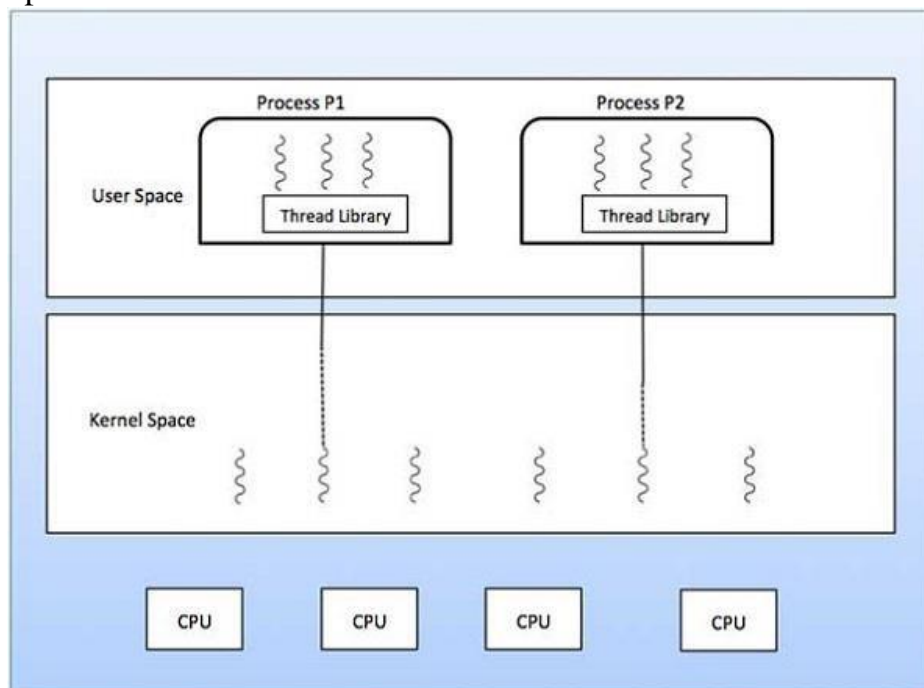 Process P1
Process P2
User Space
Thread Library
Thread Library
Kernel Space
CPU
CPU
CPU
CPU